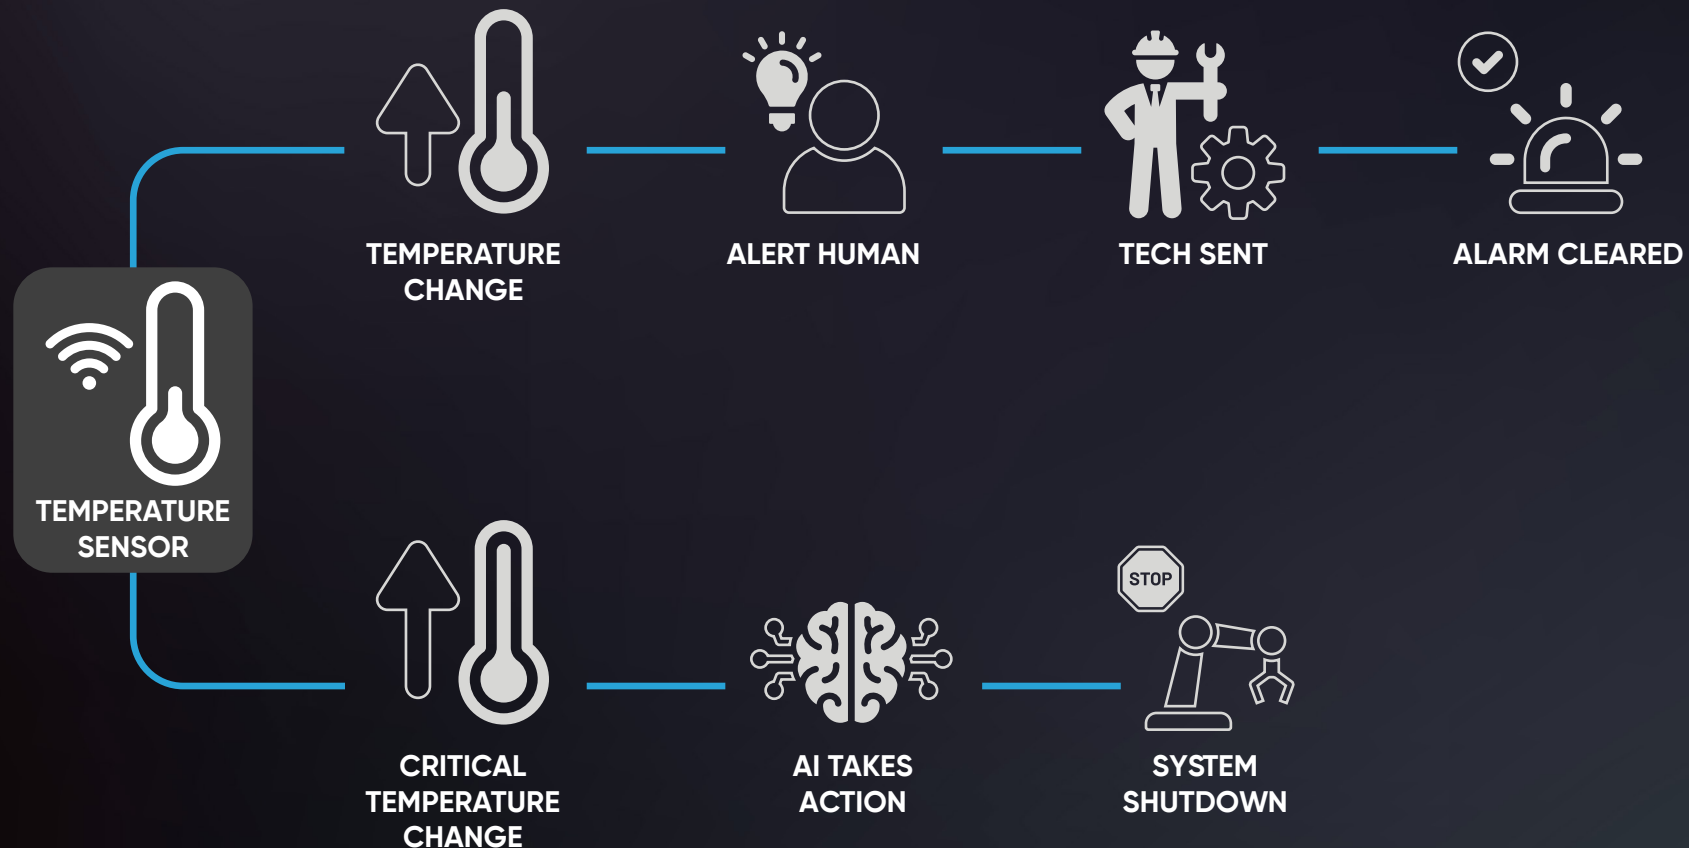 TEMPERATURE
CHANGE
ALERT HUMAN
TECH SENT
ALARM CLEARED
TEMPERATURE
SENSOR
STOP
CRITICAL
TEMPERATURE
CHANGE
AI TAKES
ACTION
SYSTEM
SHUTDOWN